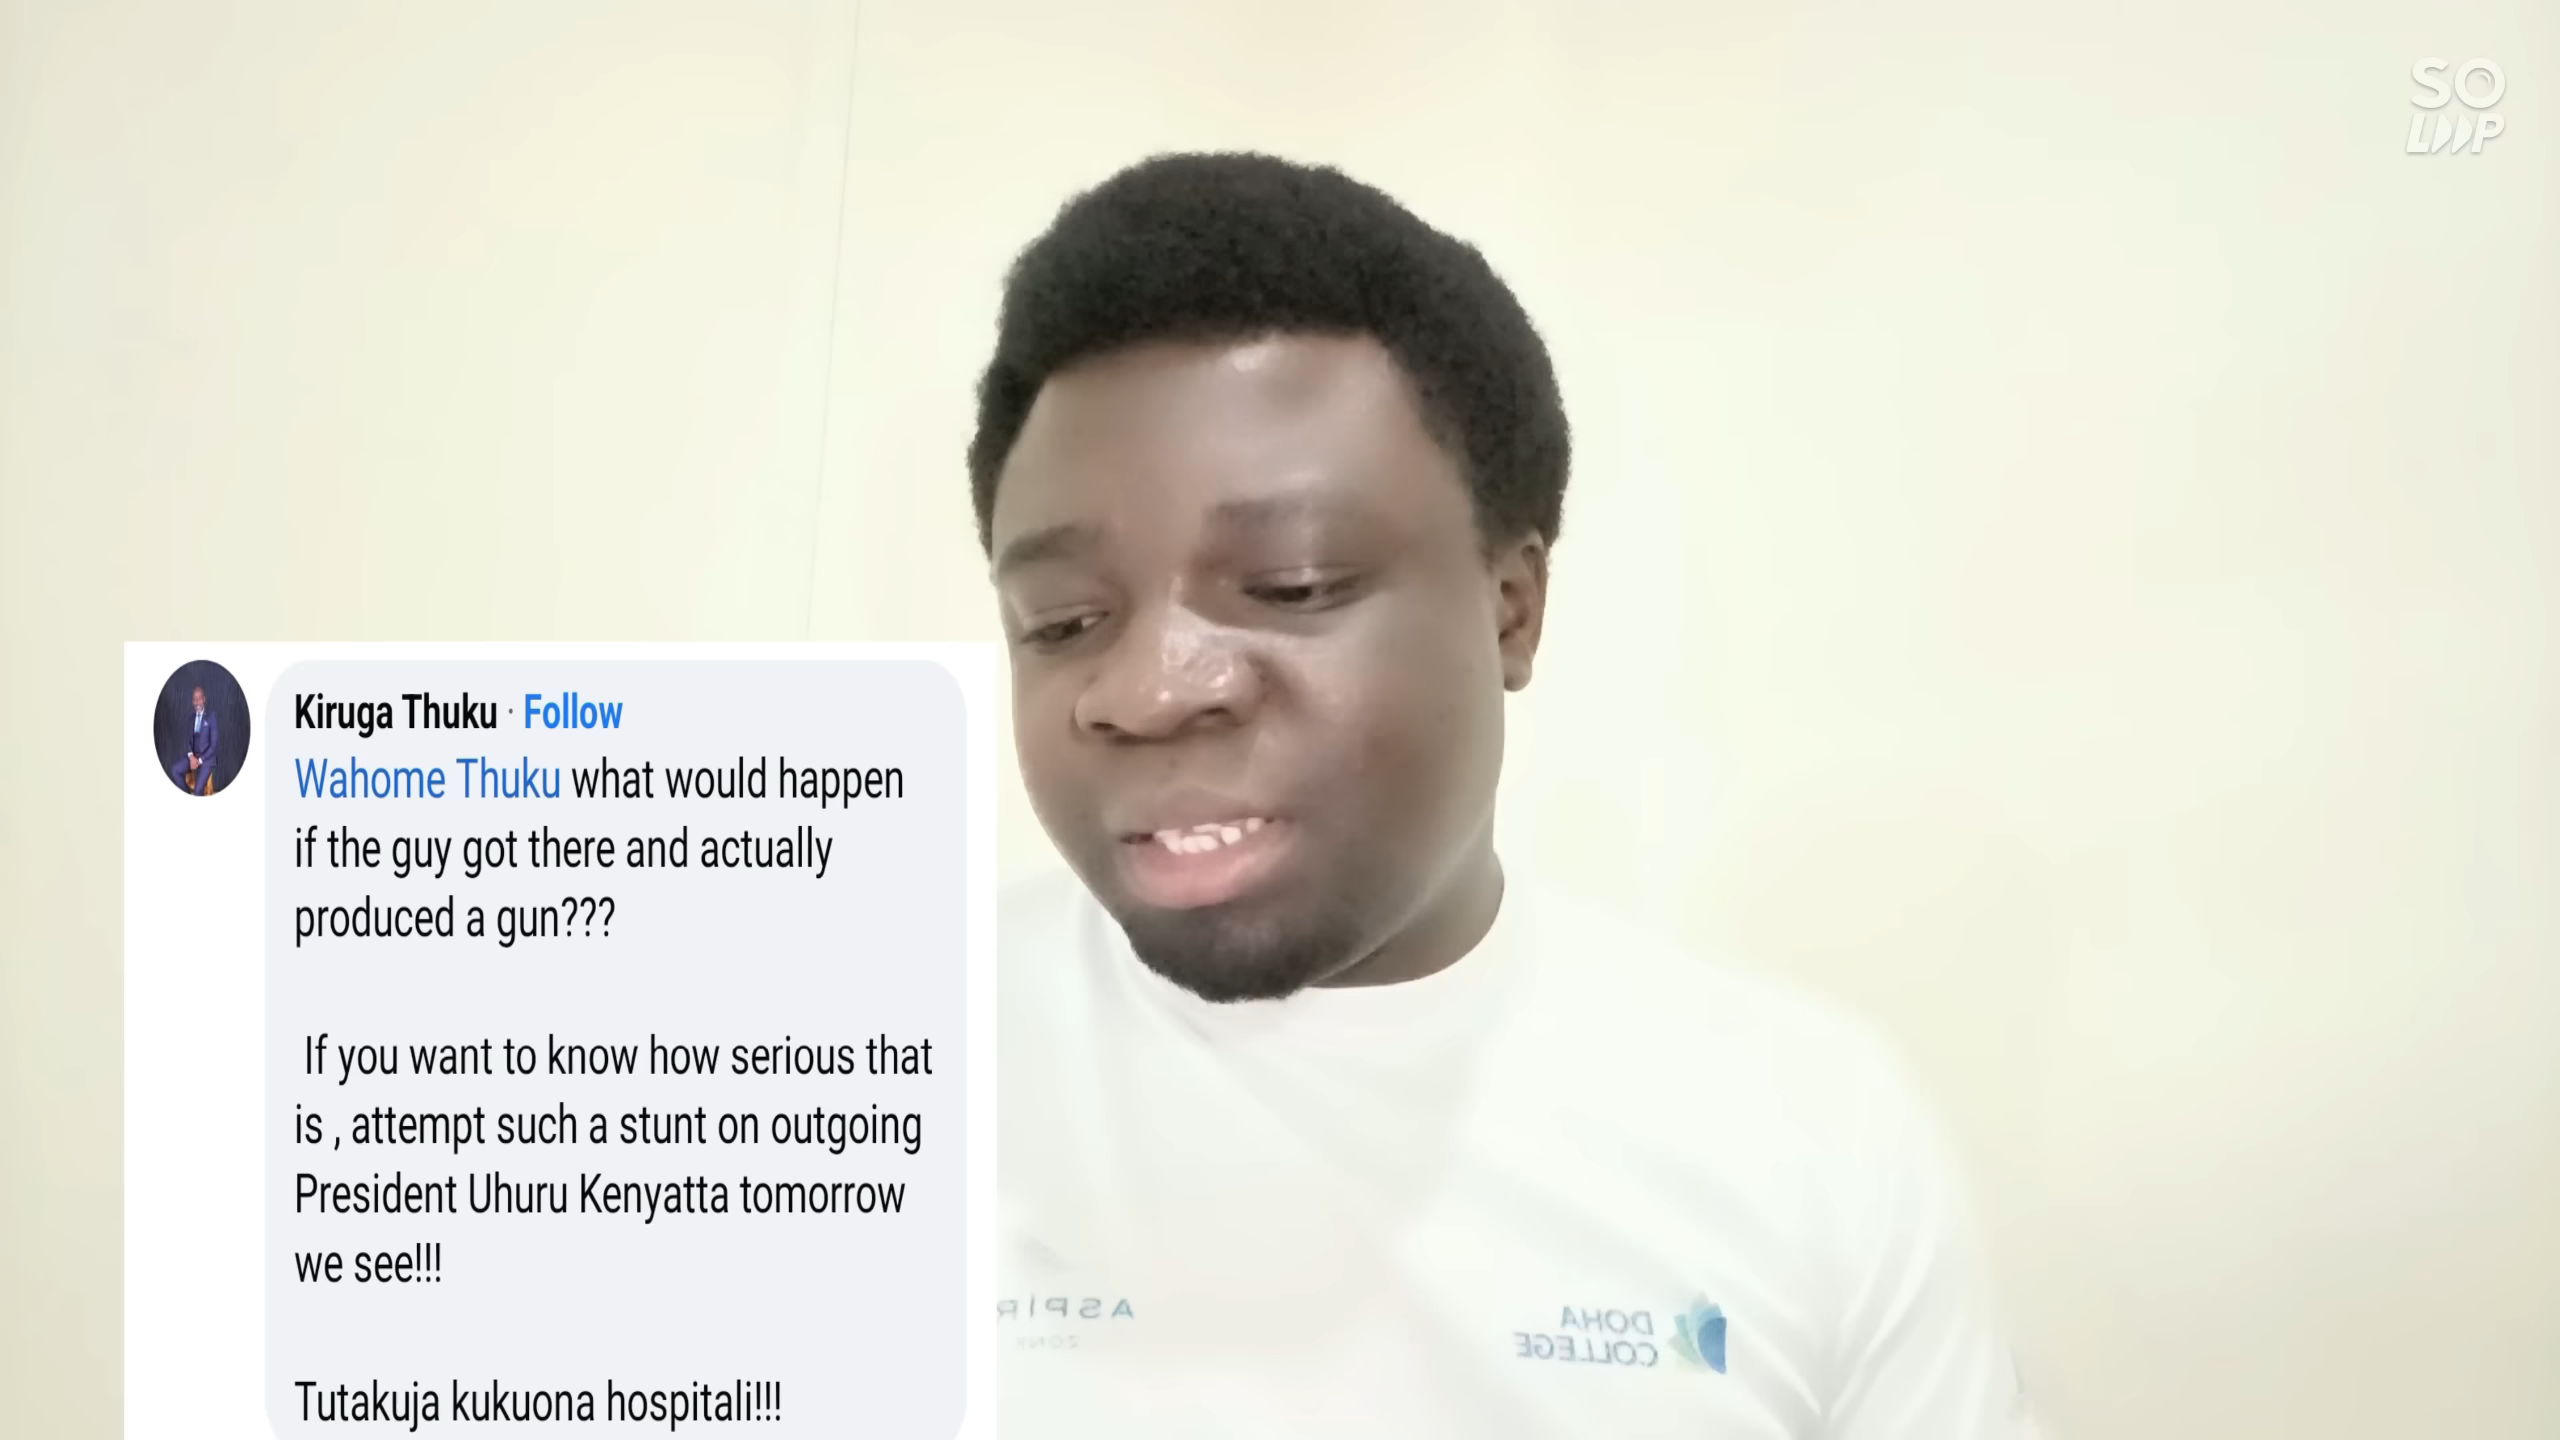 SO
LOOP
Kiruga Thuku · Follow
Wahome Thuku what would happen
if the guy got there and actually
produced a gun???
If you want to know how serious that
is , attempt such a stunt on outgoing
President Uhuru Kenyatta tomorrow
we see!!!
Tutakuja kukuona hospitali!!!
ASPIR
ZONE
DOHA
COLLEGE